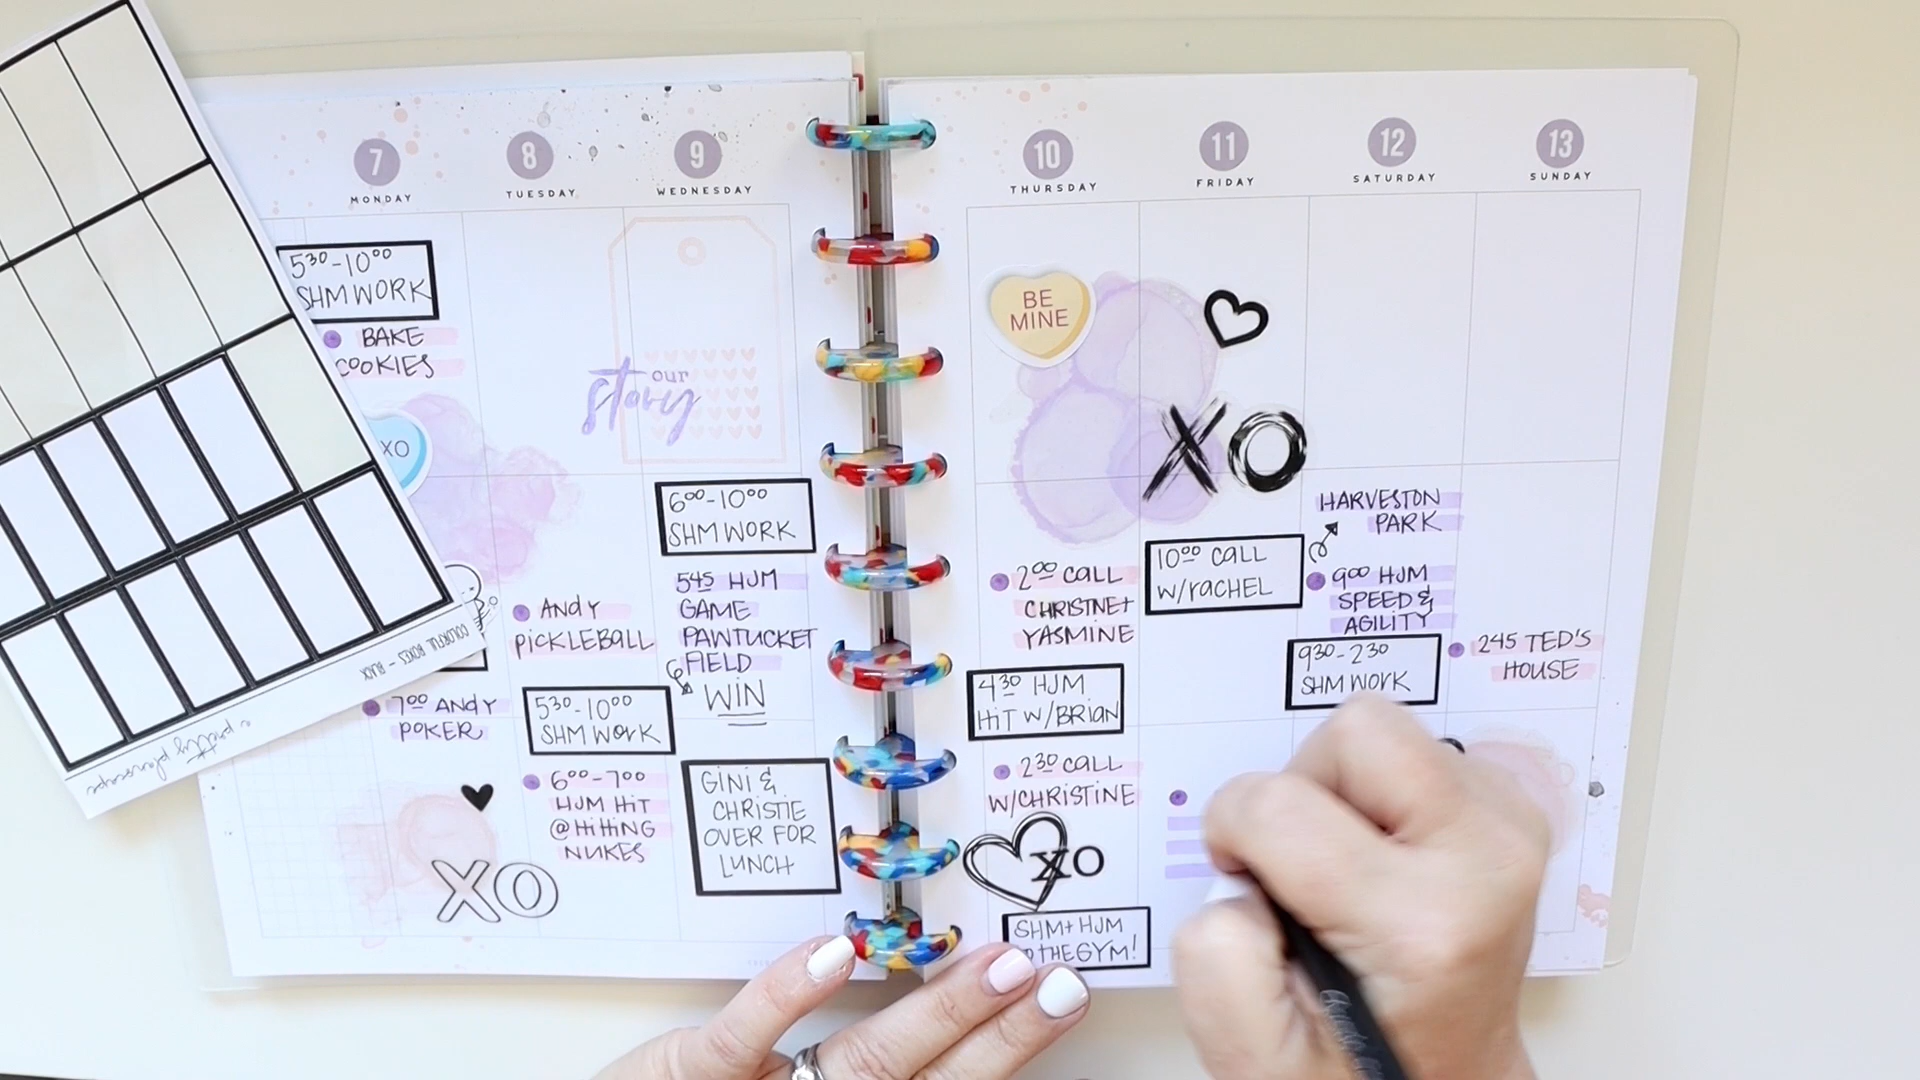 7
MONDAY
5³⁰-10⁰⁰
SHM WORK
BAKE
COOKIES
XO
7⁰⁰ ANDY
POKER
XO
8
TUESDAY
ANDY
PICKLEBALL
5³⁰-10⁰⁰
SHM WORK
6⁰⁰-7⁰⁰
HJM HIT
@HITTING
NUKES
9
WEDNESDAY
our
story
6⁰⁰-10⁰⁰
SHM WORK
5⁴⁵ HJM
GAME
PAWTUCKET
FIELD
WIN
GINI &
CHRISTIE
OVER FOR
LUNCH
10
THURSDAY
BE
MINE
2⁰⁰ CALL
CHRISTNE+
YASMINE
4³⁰ HJM
HIT W/BRIAN
2³⁰ CALL
W/CHRISTINE
XO
SHM+ HJM
THE GYM!
11
FRIDAY
XO
10⁰⁰ CALL
W/RACHEL
12
SATURDAY
HARVESTON
PARK
9⁰⁰ HJM
SPEED &
AGILITY
9³⁰-2³⁰
SHM WORK
13
SUNDAY
2⁴⁵ TED'S
HOUSE
COLORFUL BOXES - BLACK